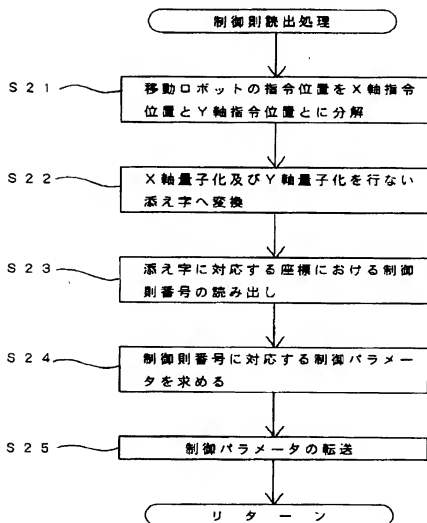 制御則読出処理
S21
移動ロボットの指令位置をX軸指令
位置とY軸指令位置とに分解
S22
X軸量子化及びY軸量子化を行ない
添え字へ変換
S23
添え字に対応する座標における制御
則番号の読み出し
S24
制御則番号に対応する制御パラメー
タを求める
S25
制御パラメータの転送
リターン